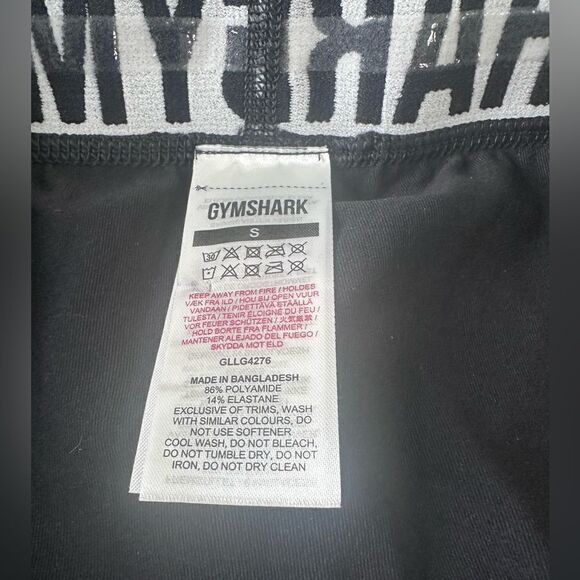 GYMSHARK
S
30
KEEP AWAY FROM FIRE / HOLDES
VÆK FRA ILD / HOU BIJ OPEN VUUR
VANDAAN / PIDETTÄVÄ ETÄÄLLÄ
TULESTA / TENIR ÉLOIGNÉ DU FEU /
VOR FEUER SCHÜTZEN / 火気厳禁 /
HOLD BORTE FRA FLAMMER /
MANTENER ALEJADO DEL FUEGO /
SKYDDA MOT ELD
GLLG4276
MADE IN BANGLADESH
86% POLYAMIDE
14% ELASTANE
EXCLUSIVE OF TRIMS, WASH
WITH SIMILAR COLOURS, DO
NOT USE SOFTENER
COOL WASH, DO NOT BLEACH,
DO NOT TUMBLE DRY, DO NOT
IRON, DO NOT DRY CLEAN